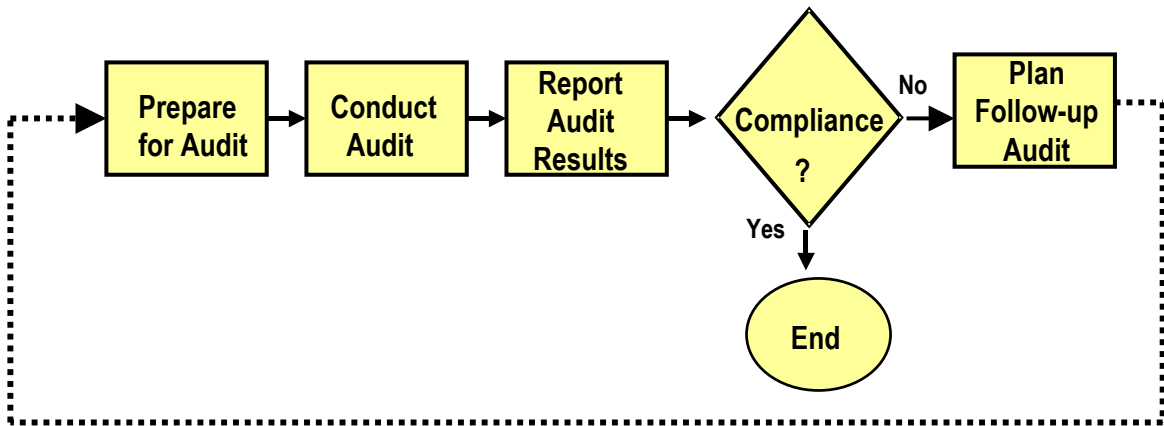 Prepare
for Audit
Conduct
Audit
Report
Audit
Results
Compliance
?
No
Plan
Follow-up
Audit
Yes
End